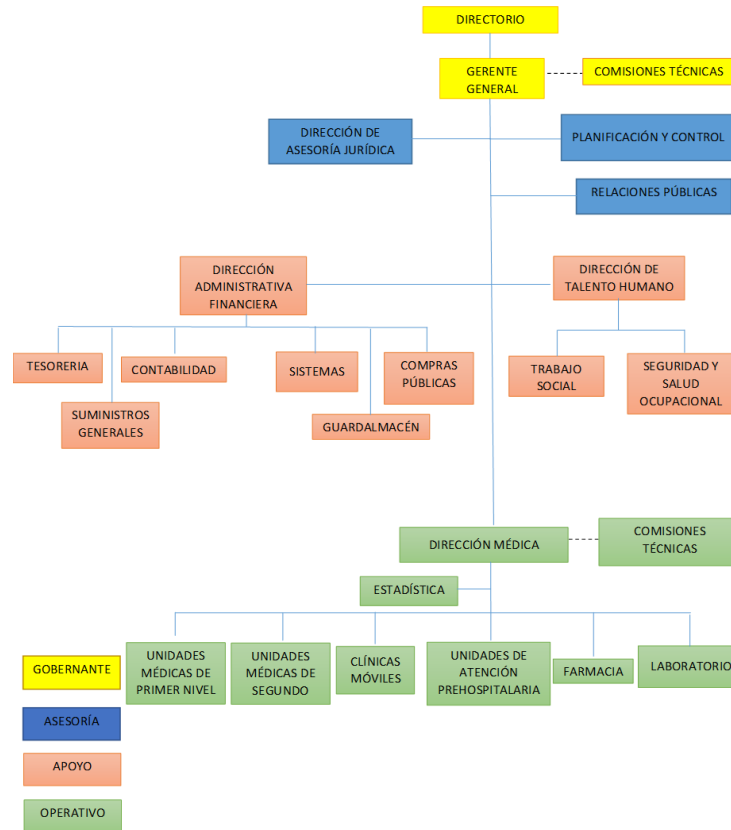 DIRECTORIO
GERENTE
GENERAL
COMISIONES TÉCNICAS
DIRECCIÓN DE
ASESORÍA JURÍDICA
PLANIFICACIÓN Y CONTROL
RELACIONES PÚBLICAS
DIRECCIÓN
ADMINISTRATIVA
FINANCIERA
DIRECCIÓN DE
TALENTO HUMANO
TESORERIA
CONTABILIDAD
SISTEMAS
COMPRAS
PÚBLICAS
TRABAJO
SOCIAL
SEGURIDAD Y
SALUD
OCUPACIONAL
SUMINISTROS
GENERALES
GUARDALMACÉN
DIRECCIÓN MÉDICA
COMISIONES
TÉCNICAS
ESTADÍSTICA
UNIDADES
MÉDICAS DE
PRIMER NIVEL
UNIDADES
MÉDICAS DE
SEGUNDO
CLÍNICAS
MÓVILES
UNIDADES DE
ATENCIÓN
PREHOSPITALARIA
FARMACIA
LABORATORIO
GOBERNANTE
ASESORÍA
APOYO
OPERATIVO